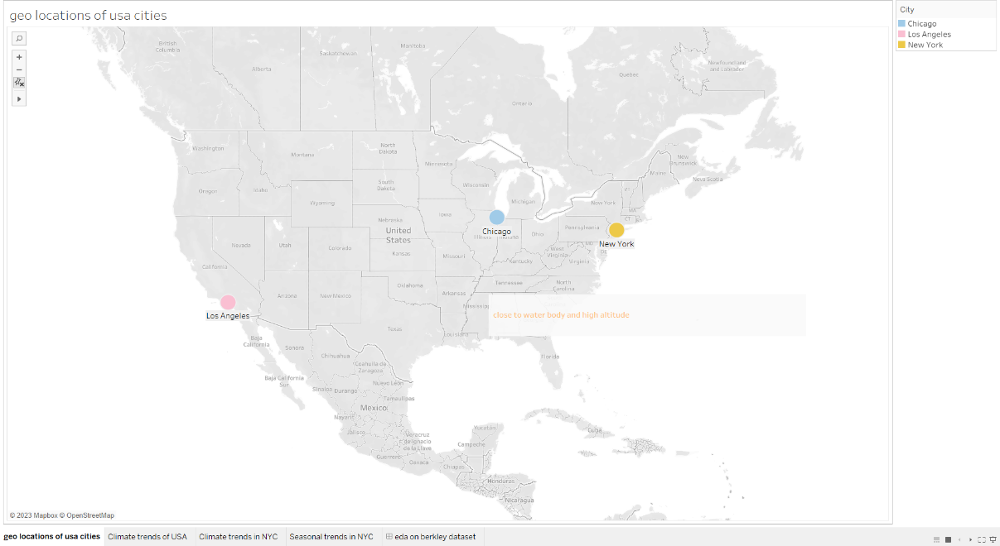 geo locations of usa cities
City
Chicago
Los Angeles
New York
British
Columbia
Alberta
Saskatchewan
Manitoba
Ontario
Quebec
Newfoundland
and Labrador
New
Brunswick
Nova Scotia
Maine
Washington
Montana
North
Dakota
Minnesota
Oregon
Idaho
South
Dakota
Wisconsin
Michigan
New York
VT
MA
CT
Wyoming
Nebraska
Iowa
Chicago
Illinois
Indiana
Ohio
Pennsylvania
New York
United
States
Nevada
Utah
Colorado
Kansas
Missouri
West
Virginia
Virginia
Kentucky
California
Arizona
New Mexico
Oklahoma
Arkansas
Tennessee
North
Carolina
Los Angeles
Mississippi
close to water body and high altitude
Texas
Louisiana
Florida
Baja
California
Sonora
Chihuahua
Coahuila de
Zaragoza
Baja California
Sur
Sinaloa
Durango
Nuevo León
Tamaulipas
Mexico
Nayarit
Jalisco
Veracruz
de Ignacio
de la Llave
Yucatán
Campeche
Cuba
Guerrero
Oaxaca
Chiapas
Honduras
Nicaragua
© 2023 Mapbox © OpenStreetMap
geo locations of usa cities
Climate trends of USA
Climate trends in NYC
Seasonal trends in NYC
eda on berkley dataset